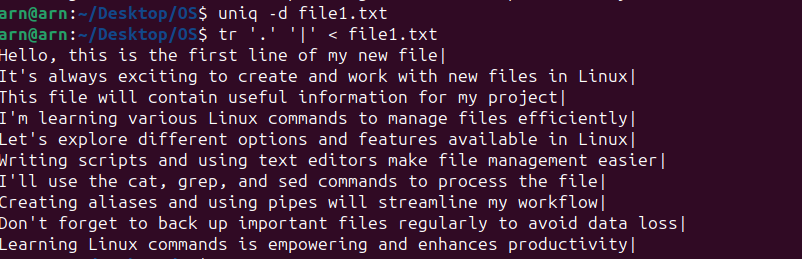 arn@arn:~/Desktop/OS$ uniq -d file1.txt
arn@arn:~/Desktop/OS$ tr '.' '|' < file1.txt
Hello, this is the first line of my new file|
It's always exciting to create and work with new files in Linux|
This file will contain useful information for my project|
I'm learning various Linux commands to manage files efficiently|
Let's explore different options and features available in Linux|
Writing scripts and using text editors make file management easier|
I'll use the cat, grep, and sed commands to process the file|
Creating aliases and using pipes will streamline my workflow|
Don't forget to back up important files regularly to avoid data loss|
Learning Linux commands is empowering and enhances productivity|